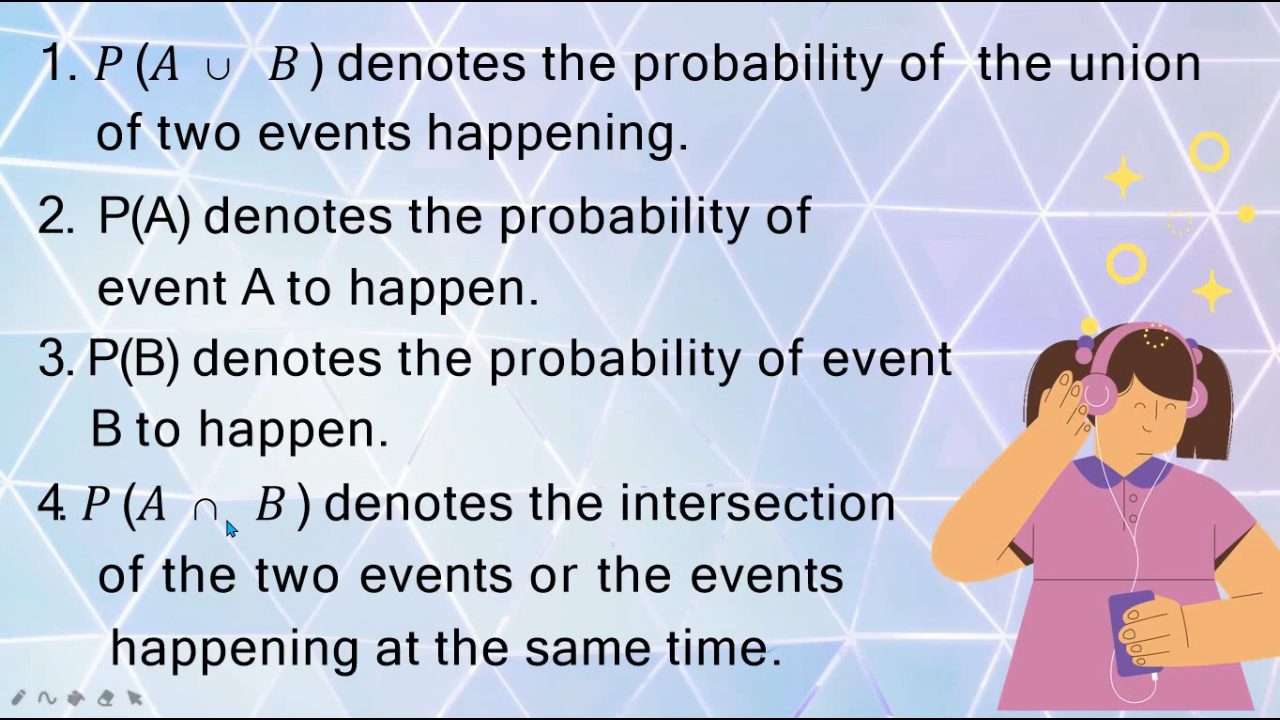 1. P (A ∪ B ) denotes the probability of the union
of two events happening.
2. P(A) denotes the probability of
event A to happen.
3. P(B) denotes the probability of event
B to happen.
4. P (A ∩ B ) denotes the intersection
of the two events or the events
happening at the same time.